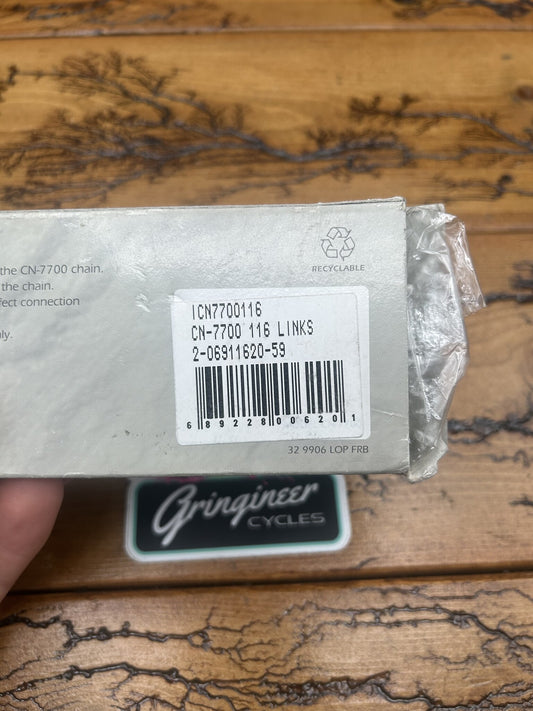 the CN-7700 chain.
the chain.
fect connection
ly.
RECYCLABLE
ICN7700116
CN-7700 116 LINKS
2-06911620-59
6 89228 00620 1
32 9906 LOP FRB
Gringineer
CYCLES